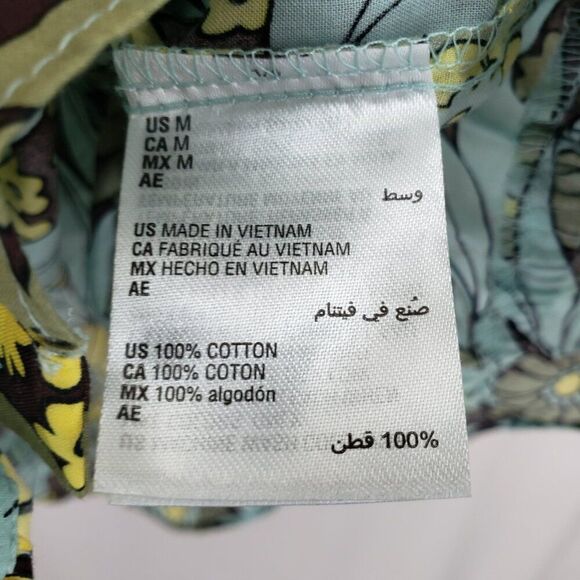 US M
CA M
MX M
AE
وسط
US MADE IN VIETNAM
CA FABRIQUÉ AU VIETNAM
MX HECHO EN VIETNAM
AE
صُنع في فيتنام
US 100% COTTON
CA 100% COTON
MX 100% algodón
AE
100% قطن